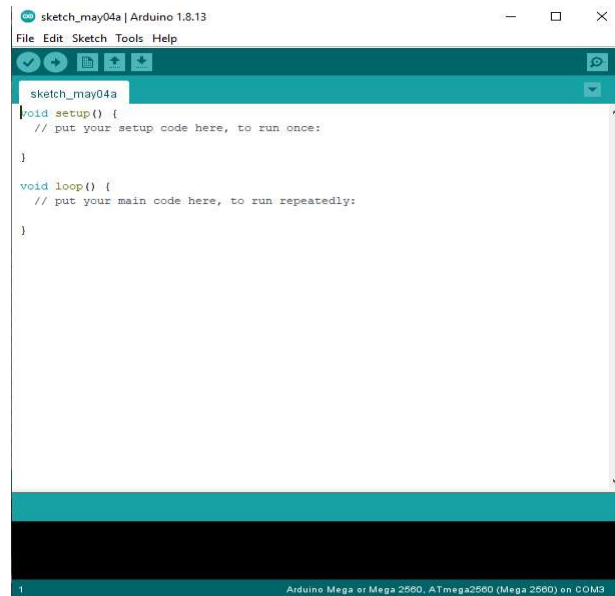 sketch_may04a | Arduino 1.8.13
File Edit Sketch Tools Help
sketch_may04a
void setup() {
// put your setup code here, to run once:
}
void loop() {
// put your main code here, to run repeatedly:
}
1 Arduino Mega or Mega 2560, ATmega2560 (Mega 2560) on COM3